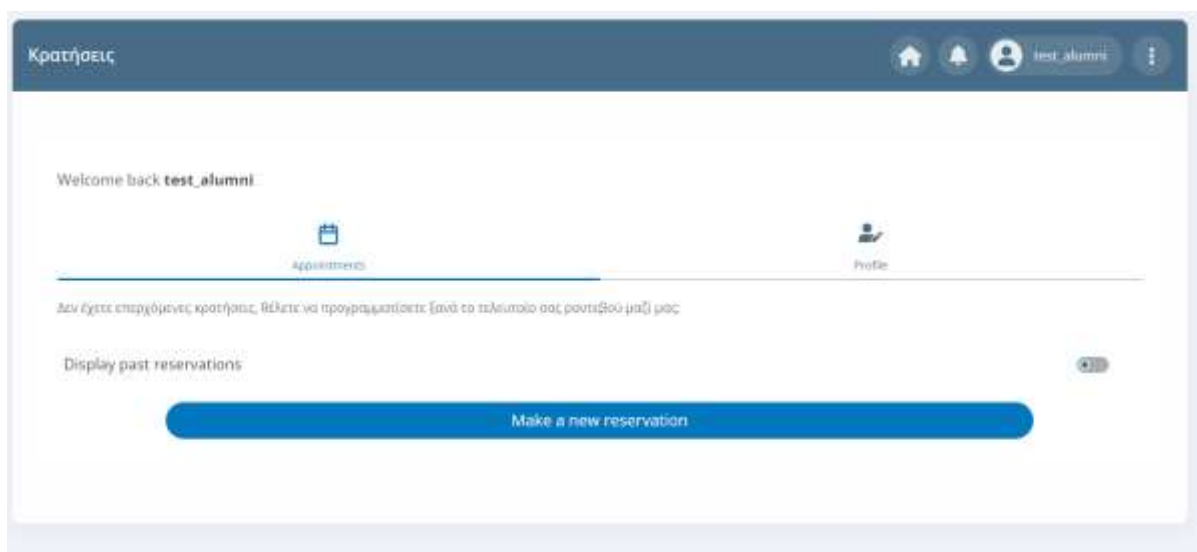 Κρατήσεις
test_alumni
Welcome back test_alumni
Appointments
Profile
Δεν έχετε επερχόμενες κρατήσεις, θέλετε να προγραμματίσετε ξανά το τελευταίο σας ραντεβού μαζί μας;
Display past reservations
Make a new reservation